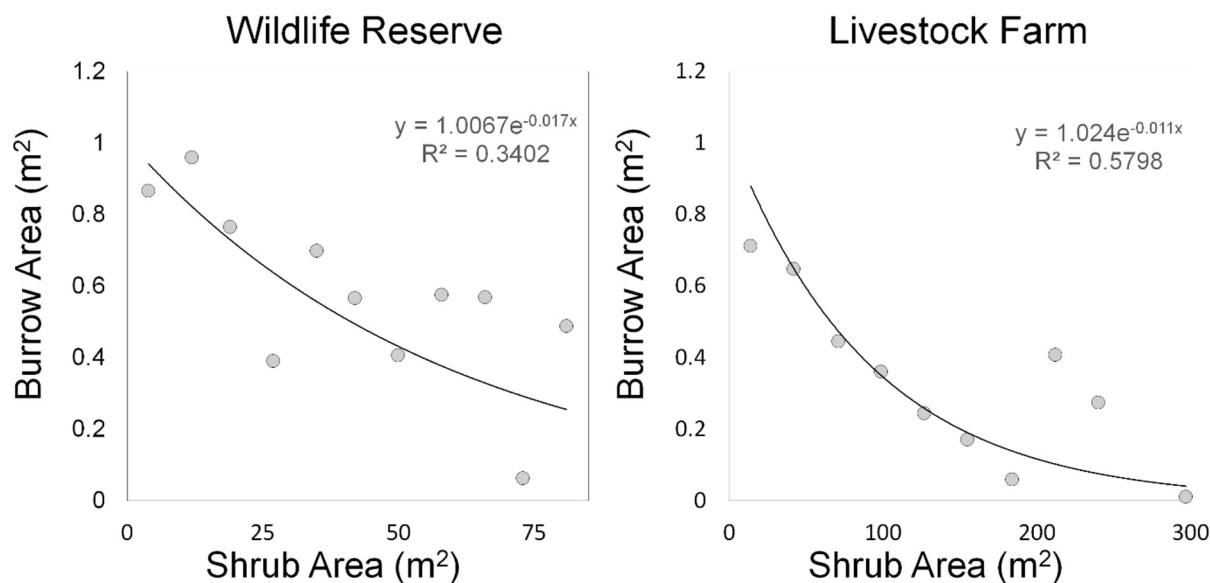 Wildlife Reserve
1.2
1
0.8
0.6
0.4
0.2
0
Burrow Area (m²)
y = 1.0067e^-0.017x
R² = 0.3402
0
25
50
75
Shrub Area (m²)
Livestock Farm
1.2
1
0.8
0.6
0.4
0.2
0
Burrow Area (m²)
y = 1.024e^-0.011x
R² = 0.5798
0
100
200
300
Shrub Area (m²)